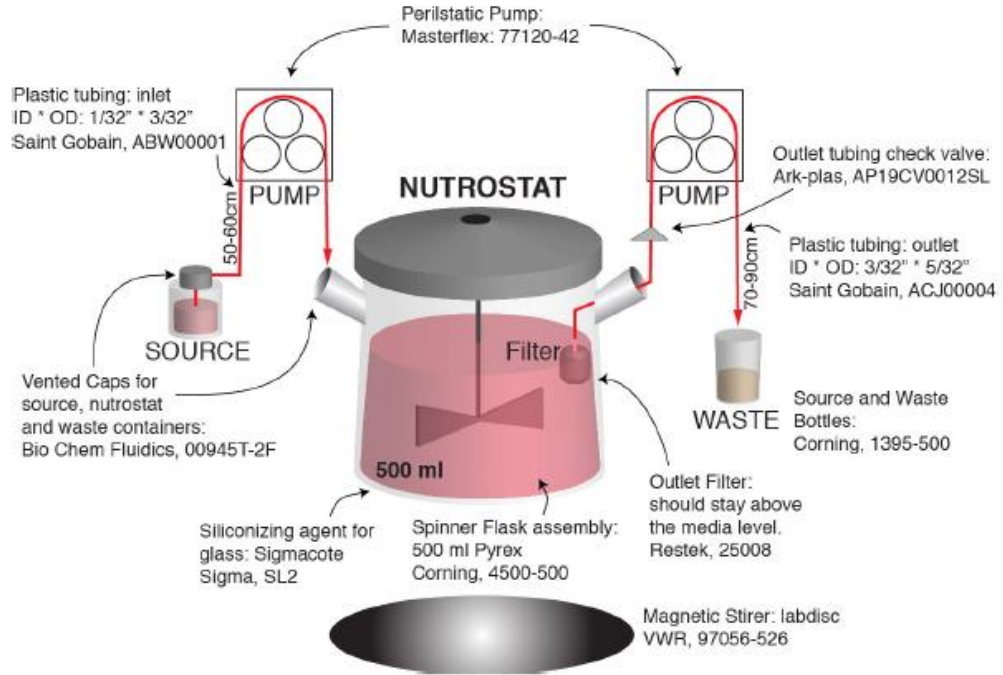 Perilstatic Pump:
Masterflex: 77120-42
Plastic tubing: inlet
ID * OD: 1/32" * 3/32"
Saint Gobain, ABW00001
PUMP
50-60cm
SOURCE
NUTROSTAT
PUMP
Outlet tubing check valve:
Ark-plas, AP19CV0012SL
Plastic tubing: outlet
ID * OD: 3/32" * 5/32"
Saint Gobain, ACJ00004
70-90cm
Filter
WASTE
Vented Caps for
source, nutrostat
and waste containers:
Bio Chem Fluidics, 00945T-2F
Source and Waste
Bottles:
Corning, 1395-500
500 ml
Outlet Filter:
should stay above
the media level.
Restek, 25008
Siliconizing agent for
glass: Sigmacote
Sigma, SL2
Spinner Flask assembly:
500 ml Pyrex
Corning, 4500-500
Magnetic Stirer: labdisc
VWR, 97056-526